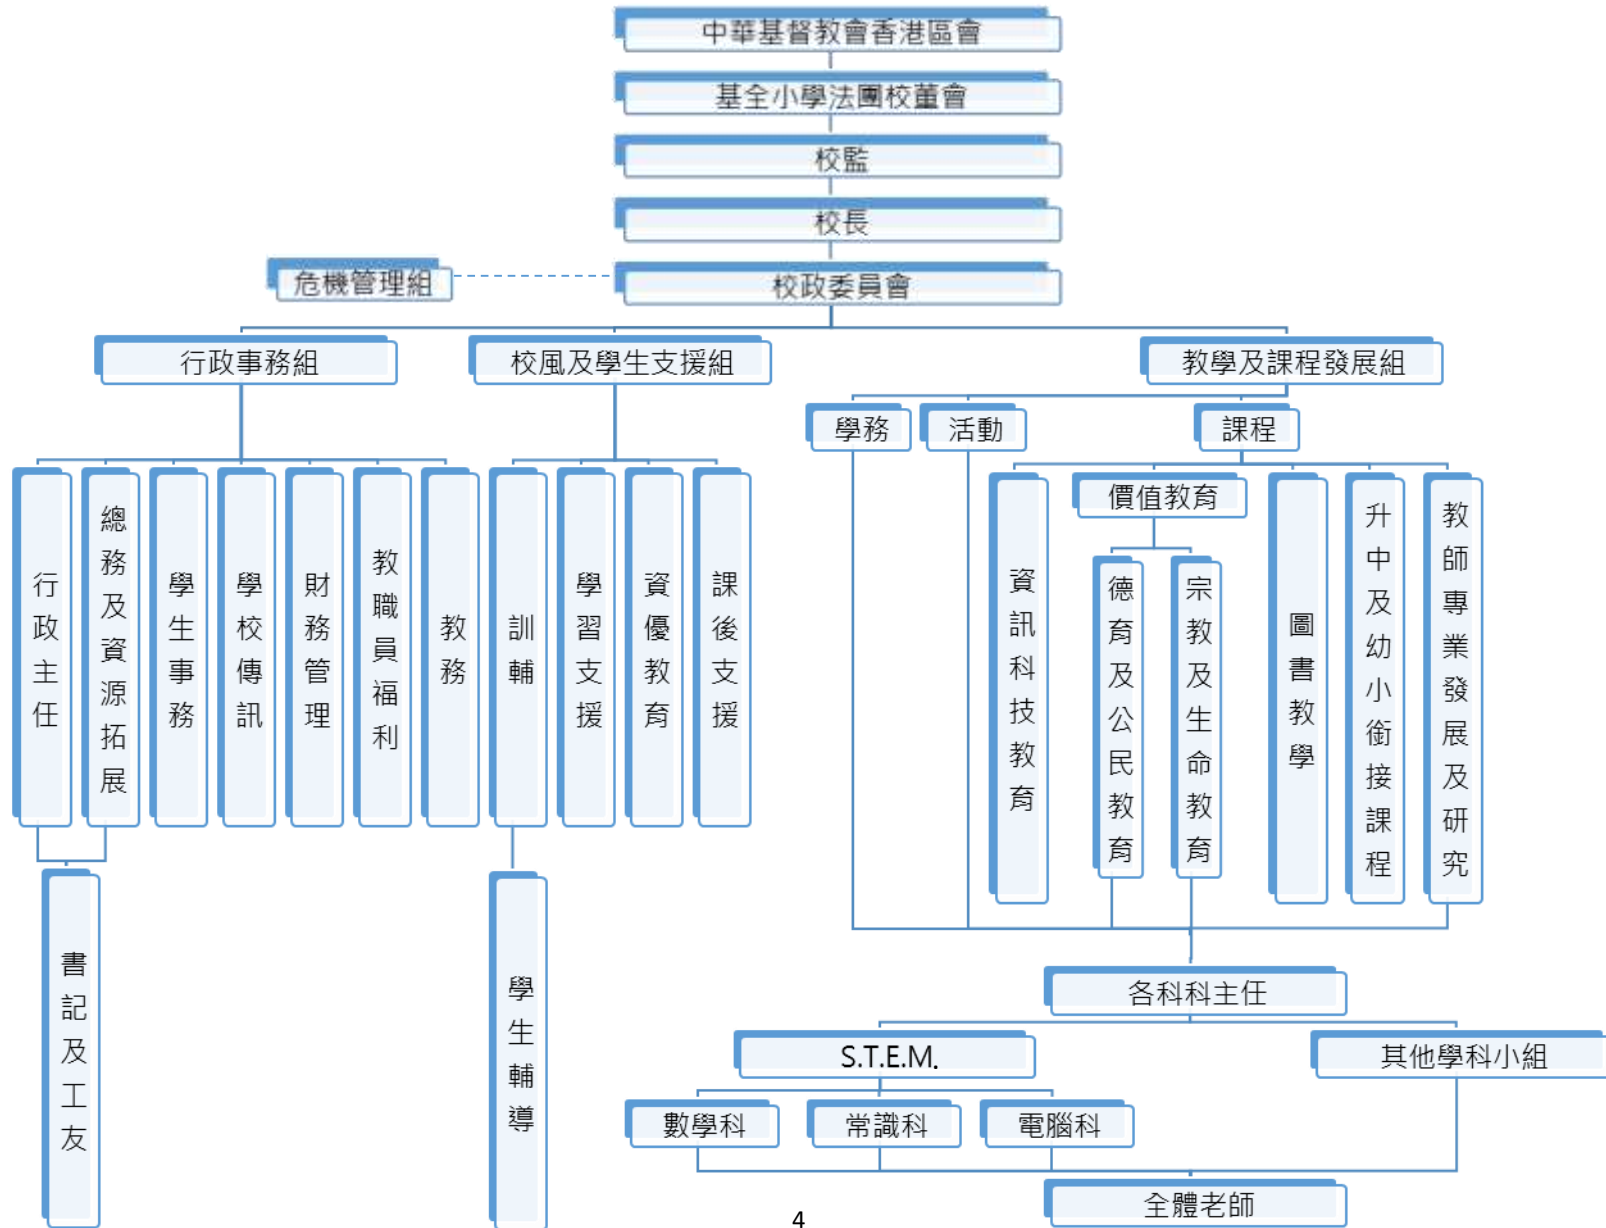 中華基督教會香港區會
基全小學法團校董會
校監
校長
危機管理組
校政委員會
行政事務組
校風及學生支援組
教學及課程發展組
學務
活動
課程
行政主任
總務及資源拓展
學生事務
學校傳訊
財務管理
教職員福利
教務
訓輔
學習支援
資優教育
課後支援
資訊科技教育
價值教育
德育及公民教育
宗教及生命教育
圖書教學
升中及幼小銜接課程
教師專業發展及研究
書記及工友
學生輔導
各科科主任
S.T.E.M.
其他學科小組
數學科
常識科
電腦科
全體老師
4